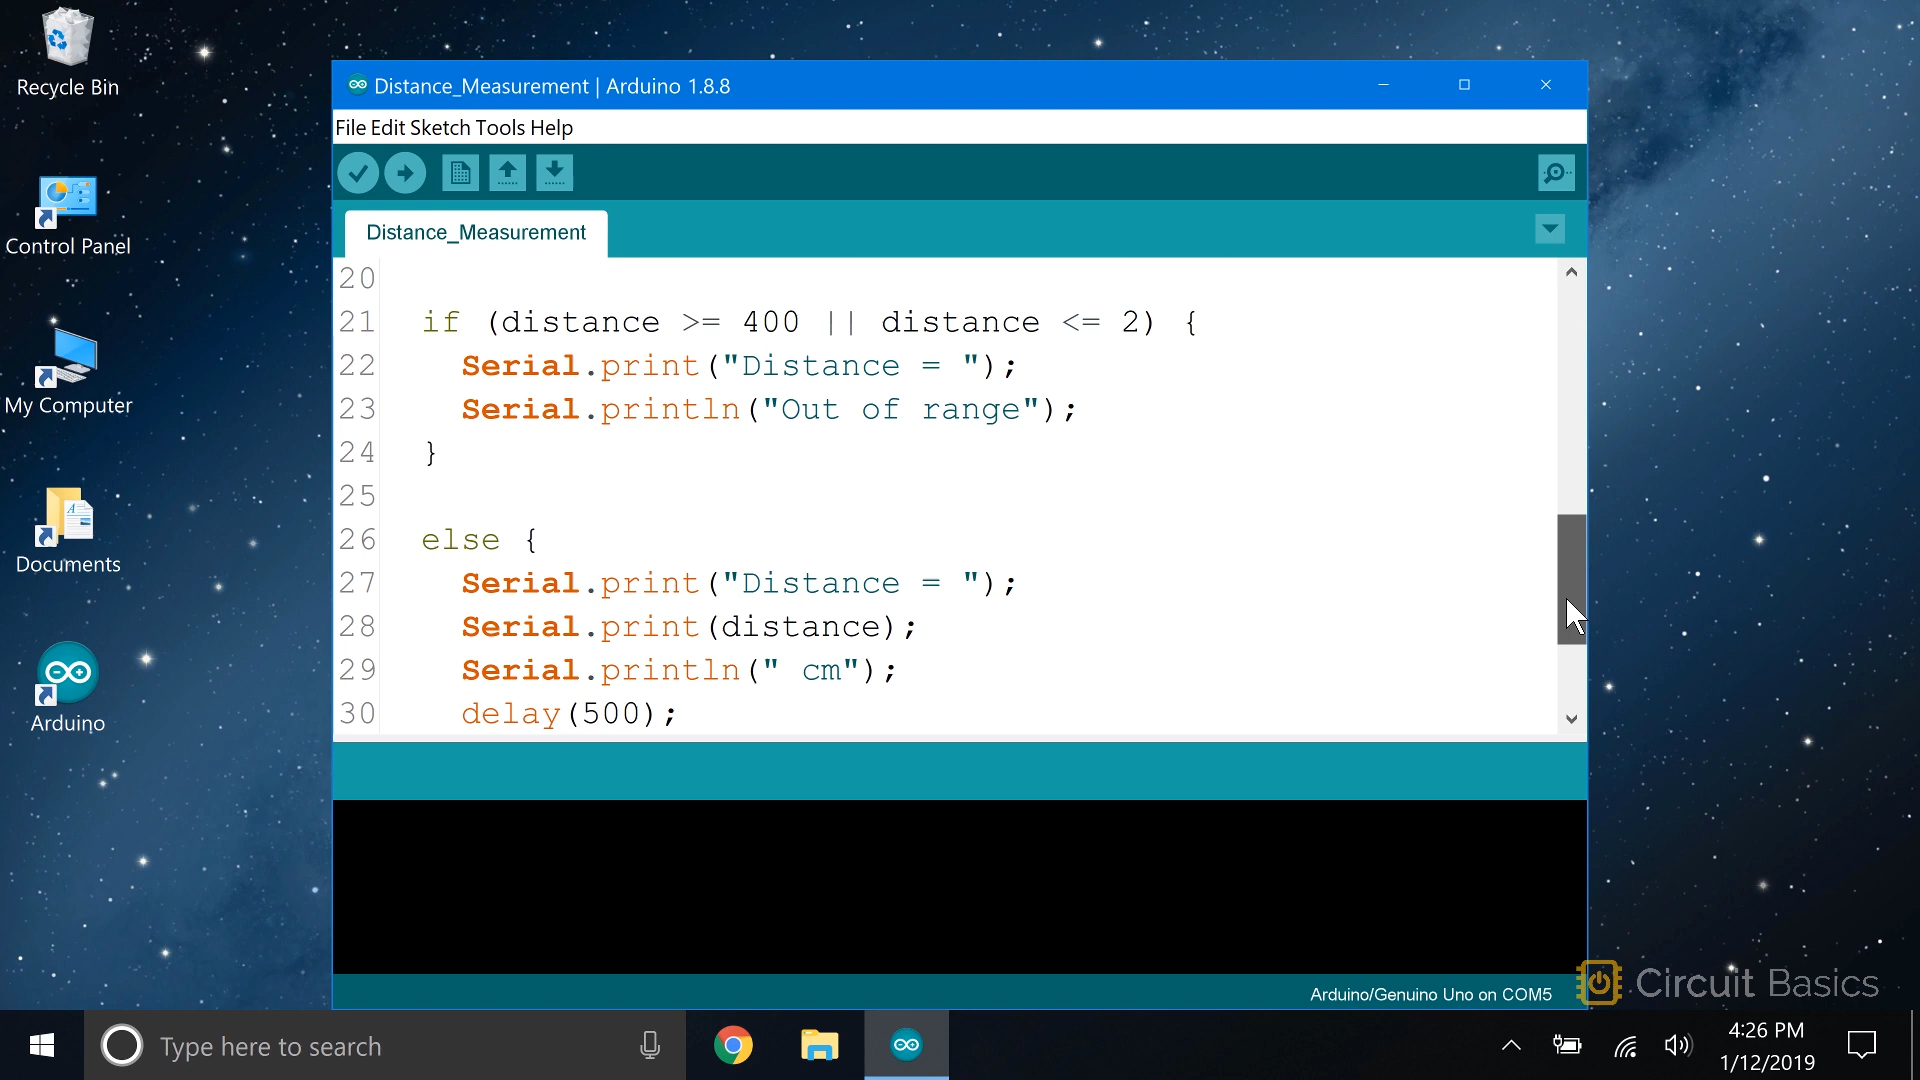 Recycle Bin
Control Panel
My Computer
Documents
Arduino
Distance_Measurement | Arduino 1.8.8
File Edit Sketch Tools Help
Distance_Measurement
20
21 if (distance >= 400 || distance <= 2) {
22 Serial.print("Distance = ");
23 Serial.println("Out of range");
24 }
25
26 else {
27 Serial.print("Distance = ");
28 Serial.print(distance);
29 Serial.println(" cm");
30 delay(500);
Arduino/Genuino Uno on COM5
Circuit Basics
Type here to search
4:26 PM
1/12/2019